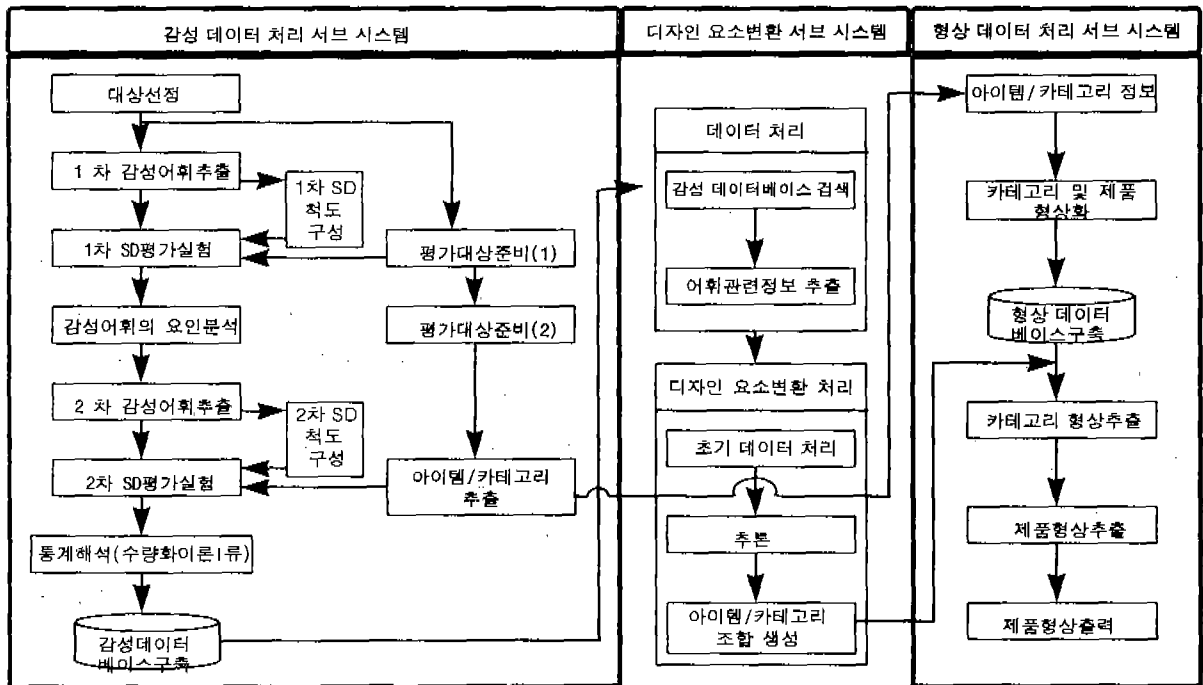 감성 데이터 처리 서브 시스템
디자인 요소변환 서브 시스템
형상 데이터 처리 서브 시스템
대상선정
1 차 감성어휘추출
1차 SD
척도
구성
1차 SD평가실험
평가대상준비(1)
감성어휘의 요인분석
평가대상준비(2)
2 차 감성어휘추출
2차 SD
척도
구성
2차 SD평가실험
아이템/카테고리
추출
통계해석(수량화이론I류)
감성데이터
베이스구축
데이터 처리
감성 데이터베이스 검색
어휘관련정보 추출
디자인 요소변환 처리
초기 데이터 처리
추론
아이템/카테고리
조합 생성
아이템/카테고리 정보
카테고리 및 제품
형상화
형상 데이터
베이스구축
카테고리 형상추출
제품형상추출
제품형상출력